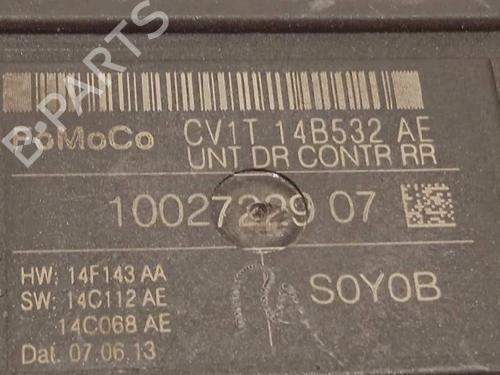 FoMoCo
CV1T 14B532 AE
UNT DR CONTR RR
10027229 07
HW: 14F143 AA
SW: 14C112 AE
14C068 AE
Dat. 07.06.13
SOYOB
B-PARTS